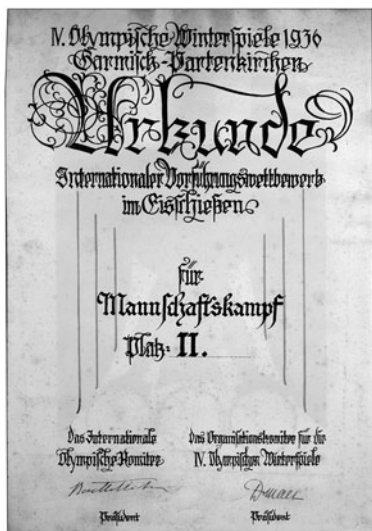 IV. Olympische Winterspiele 1936
Garmisch-Partenkirchen
Urkunde
Internationaler Vorführungswettbewerb
im Eisschießen
für
Mannschaftskampf
Platz: II.
Das Internationale
Olympische Komitee
Das Organisationskomitee für die
IV. Olympischen Winterspiele
Präsident
Präsident